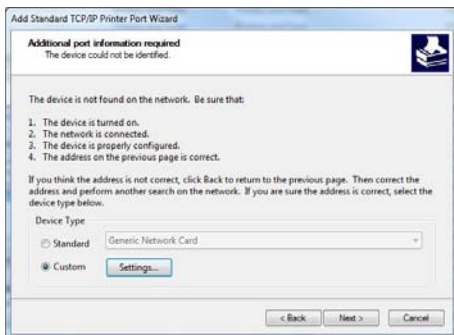 Add Standard TCP/IP Printer Port Wizard
Additional port information required
The device could not be identified.
The device is not found on the network. Be sure that:
1. The device is turned on.
2. The network is connected.
3. The device is properly configured.
4. The address on the previous page is correct.
If you think the address is not correct, click Back to return to the previous page. Then correct the
address and perform another search on the network. If you are sure the address is correct, select the
device type below.
Device Type
Standard
Generic Network Card
Custom
Settings...
< Back
Next >
Cancel